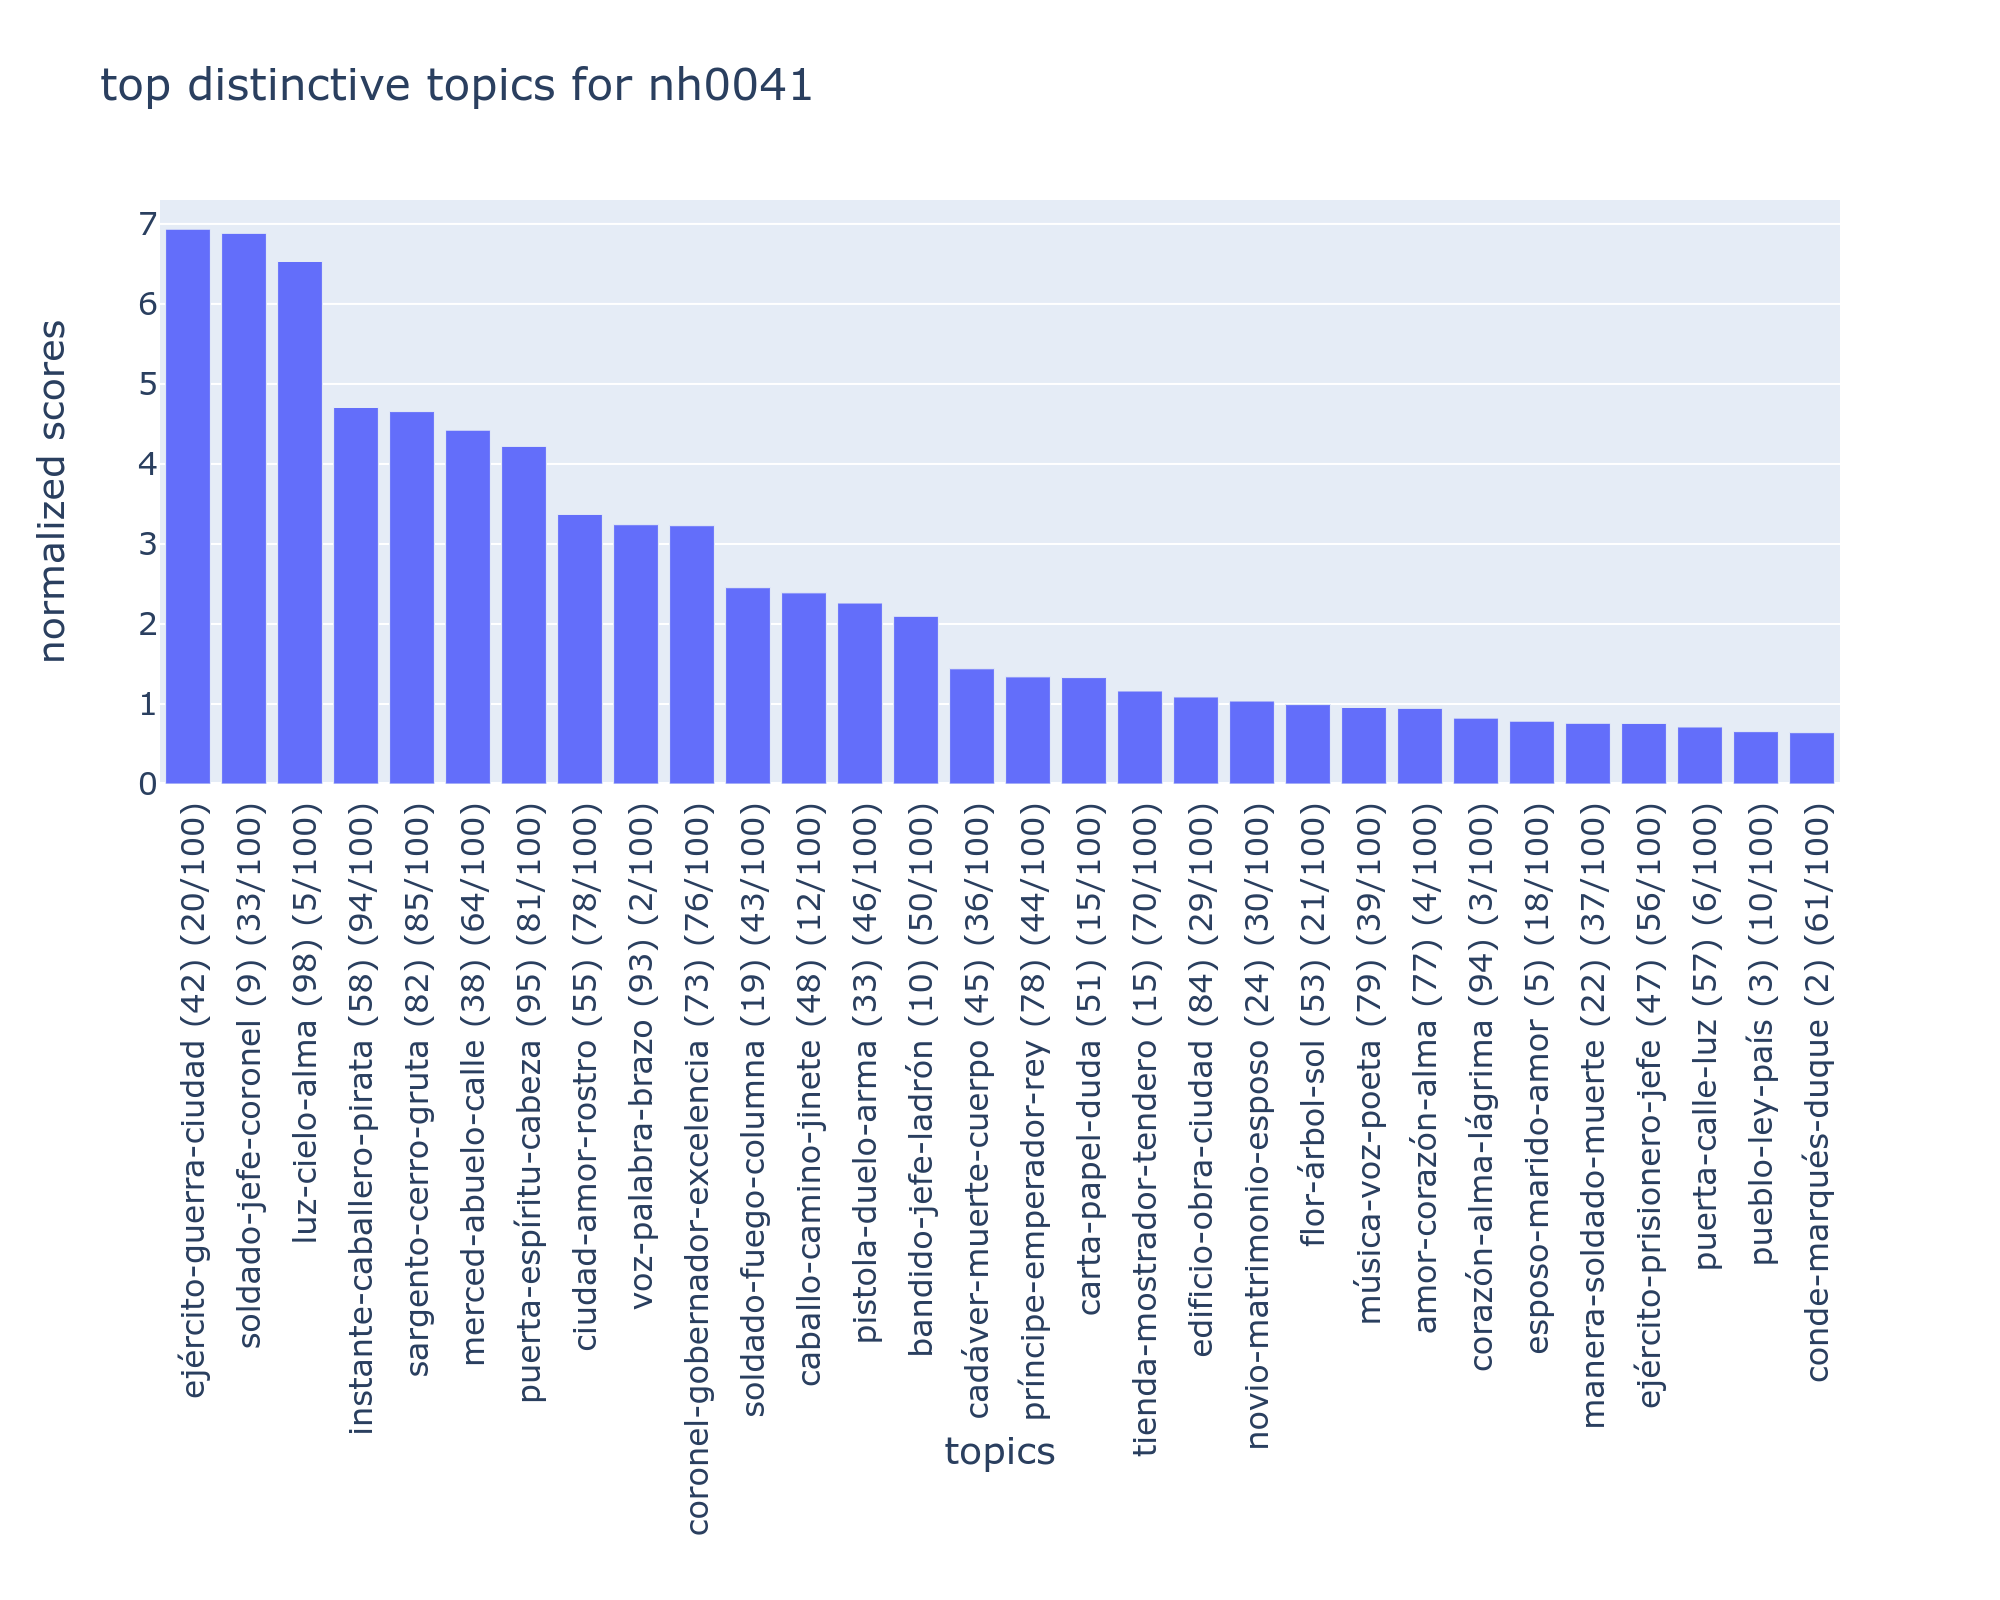 top distinctive topics for nh0041
normalized scores
7
6
5
4
3
2
1
0
ejército-guerra-ciudad (42) (20/100)
soldado-jefe-coronel (9) (33/100)
luz-cielo-alma (98) (5/100)
instante-caballero-pirata (58) (94/100)
sargento-cerro-gruta (82) (85/100)
merced-abuelo-calle (38) (64/100)
puerta-espíritu-cabeza (95) (81/100)
ciudad-amor-rostro (55) (78/100)
voz-palabra-brazo (93) (2/100)
coronel-gobernador-excelencia (73) (76/100)
soldado-fuego-columna (19) (43/100)
caballo-camino-jinete (48) (12/100)
pistola-duelo-arma (33) (46/100)
bandido-jefe-ladrón (10) (50/100)
cadáver-muerte-cuerpo (45) (36/100)
príncipe-emperador-rey (78) (44/100)
carta-papel-duda (51) (15/100)
tienda-mostrador-tendero (15) (70/100)
edificio-obra-ciudad (84) (29/100)
novio-matrimonio-esposo (24) (30/100)
flor-árbol-sol (53) (21/100)
música-voz-poeta (79) (39/100)
amor-corazón-alma (77) (4/100)
corazón-alma-lágrima (94) (3/100)
esposo-marido-amor (5) (18/100)
manera-soldado-muerte (22) (37/100)
ejército-prisionero-jefe (47) (56/100)
puerta-calle-luz (57) (6/100)
pueblo-ley-país (3) (10/100)
conde-marqués-duque (2) (61/100)
topics